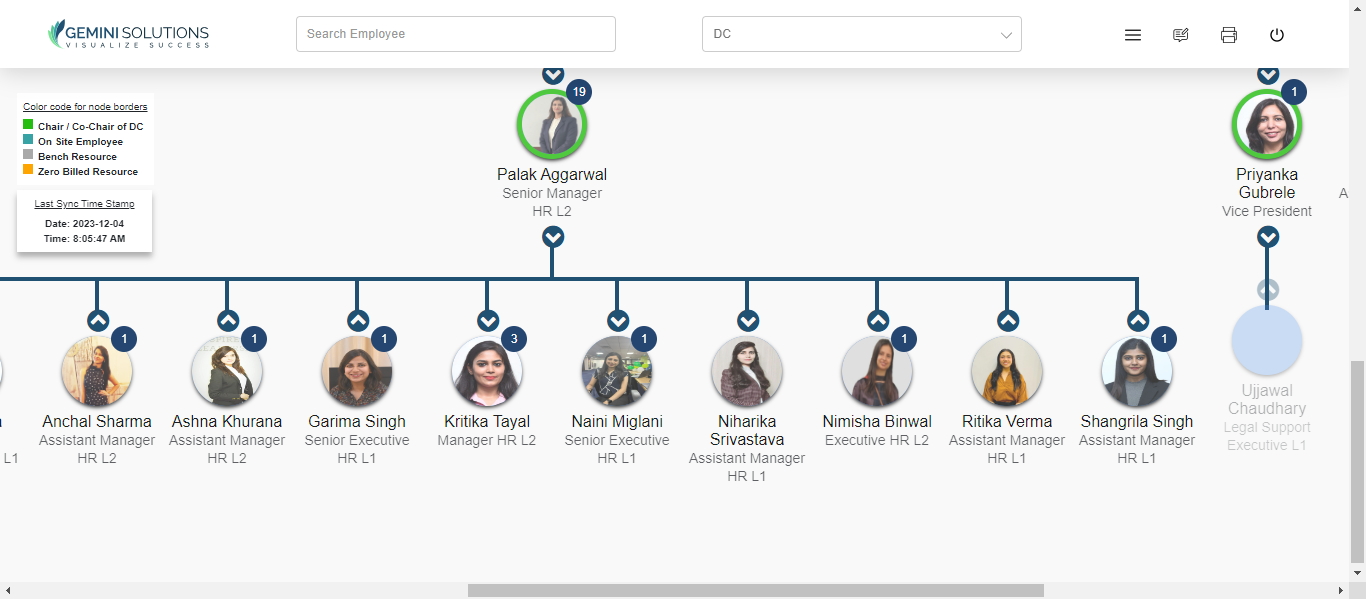 GEMINI SOLUTIONS
VISUALIZE SUCCESS
Search Employee
DC
Color code for node borders
Chair / Co-Chair of DC
On Site Employee
Bench Resource
Zero Billed Resource
Last Sync Time Stamp
Date: 2023-12-04
Time: 8:05:47 AM
19
Palak Aggarwal
Senior Manager
HR L2
1
Priyanka
Gubrele
Vice President
A
a
L1
1
Anchal Sharma
Assistant Manager
HR L2
1
Ashna Khurana
Assistant Manager
HR L2
1
Garima Singh
Senior Executive
HR L1
3
Kritika Tayal
Manager HR L2
1
Naini Miglani
Senior Executive
HR L1
Niharika
Srivastava
Assistant Manager
HR L1
1
Nimisha Binwal
Executive HR L2
Ritika Verma
Assistant Manager
HR L1
1
Shangrila Singh
Assistant Manager
HR L1
Ujjawal
Chaudhary
Legal Support
Executive L1